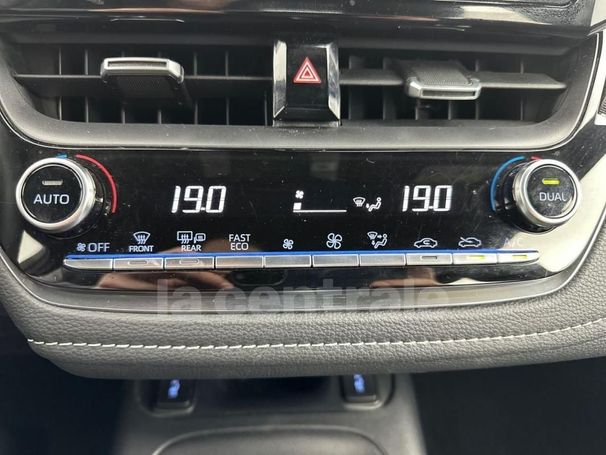 AUTO
19.0
19.0
DUAL
OFF
FRONT
REAR
FAST
ECO
la centrale